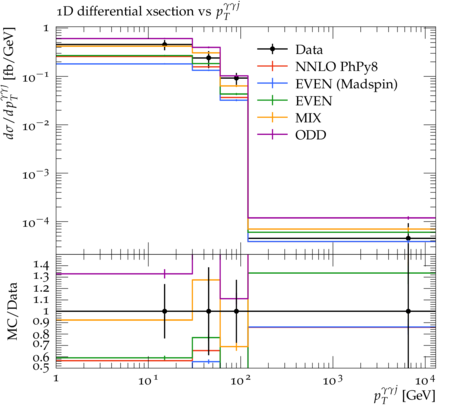 1D differential xsection vs p_T^{γγj}
dσ/dp_T^{γγj} [fb/GeV]
1
10^{-1}
10^{-2}
10^{-3}
10^{-4}
Data
NNLO PhPy8
EVEN (Madspin)
EVEN
MIX
ODD
MC/Data
1.4
1.3
1.2
1.1
1
0.9
0.8
0.7
0.6
0.5
1 10^1 10^2 10^3 10^4
p_T^{γγj} [GeV]